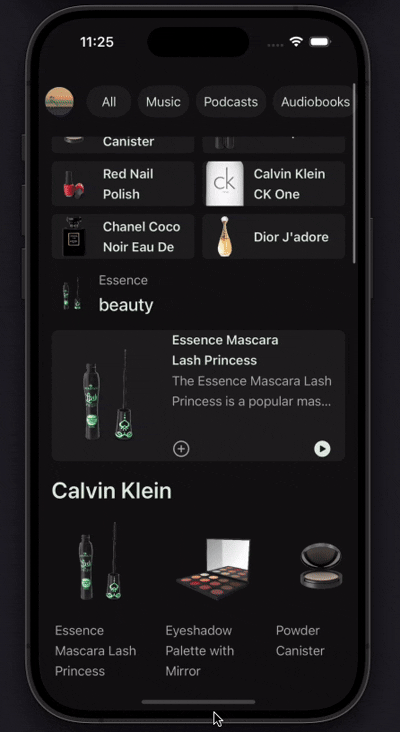 11:25
All
Music
Podcasts
Audiobooks
Canister
Red Nail
Polish
ck
Calvin Klein
CK One
Chanel Coco
Noir Eau De
Dior J'adore
Essence
beauty
Essence Mascara
Lash Princess
The Essence Mascara Lash
Princess is a popular mas...
Calvin Klein
Essence
Mascara Lash
Princess
Eyeshadow
Palette with
Mirror
Powder
Canister